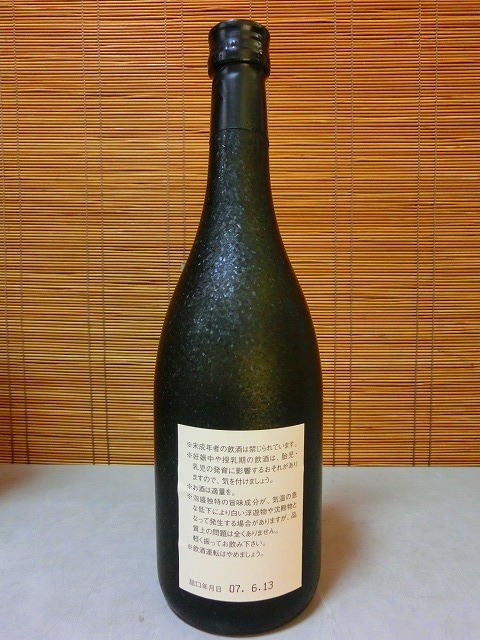 ※未成年者の飲酒は禁じられています。
※妊娠中や授乳期の飲酒は、胎児・
乳児の発育に影響するおそれがあり
ますので、気を付けましょう。
※お酒は適量を。
※泡盛独特の旨味成分が、気温の急
な低下により白い浮遊物や沈殿物と
なって発生する場合がありますが、品
質上の問題は全くありません。
軽く振ってお飲み下さい。
※飲酒運転はやめましょう。
詰口年月日 07. 6.13